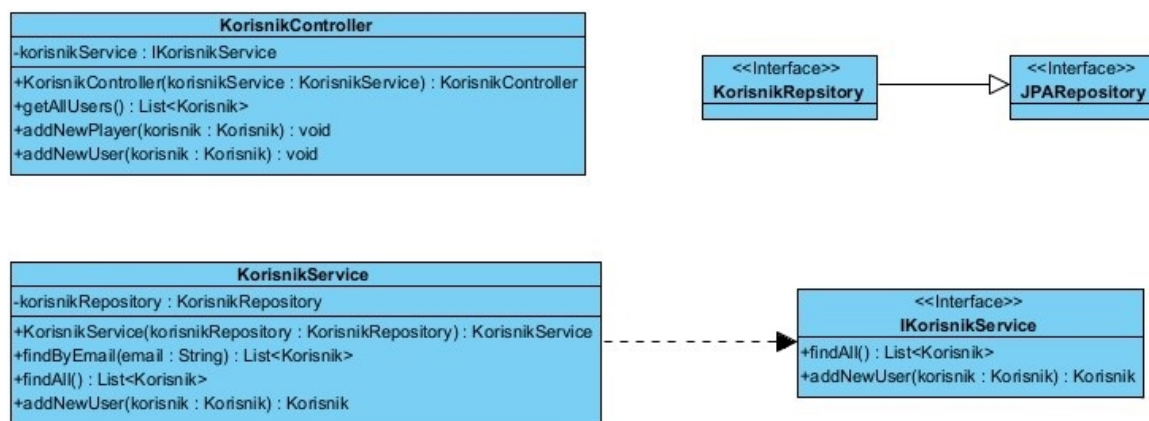 KorisnikController
-korisnikService : IKorisnikService
+KorisnikController(korisnikService : KorisnikService) : KorisnikController
+getAllUsers() : List<Korisnik>
+addNewPlayer(korisnik : Korisnik) : void
+addNewUser(korisnik : Korisnik) : void
<<Interface>>
KorisnikRepsitory
<<Interface>>
JPARepository
KorisnikService
-korisnikRepository : KorisnikRepository
+KorisnikService(korisnikRepository : KorisnikRepository) : KorisnikService
+findByEmail(email : String) : List<Korisnik>
+findAll() : List<Korisnik>
+addNewUser(korisnik : Korisnik) : Korisnik
<<Interface>>
IKorisnikService
+findAll() : List<Korisnik>
+addNewUser(korisnik : Korisnik) : Korisnik